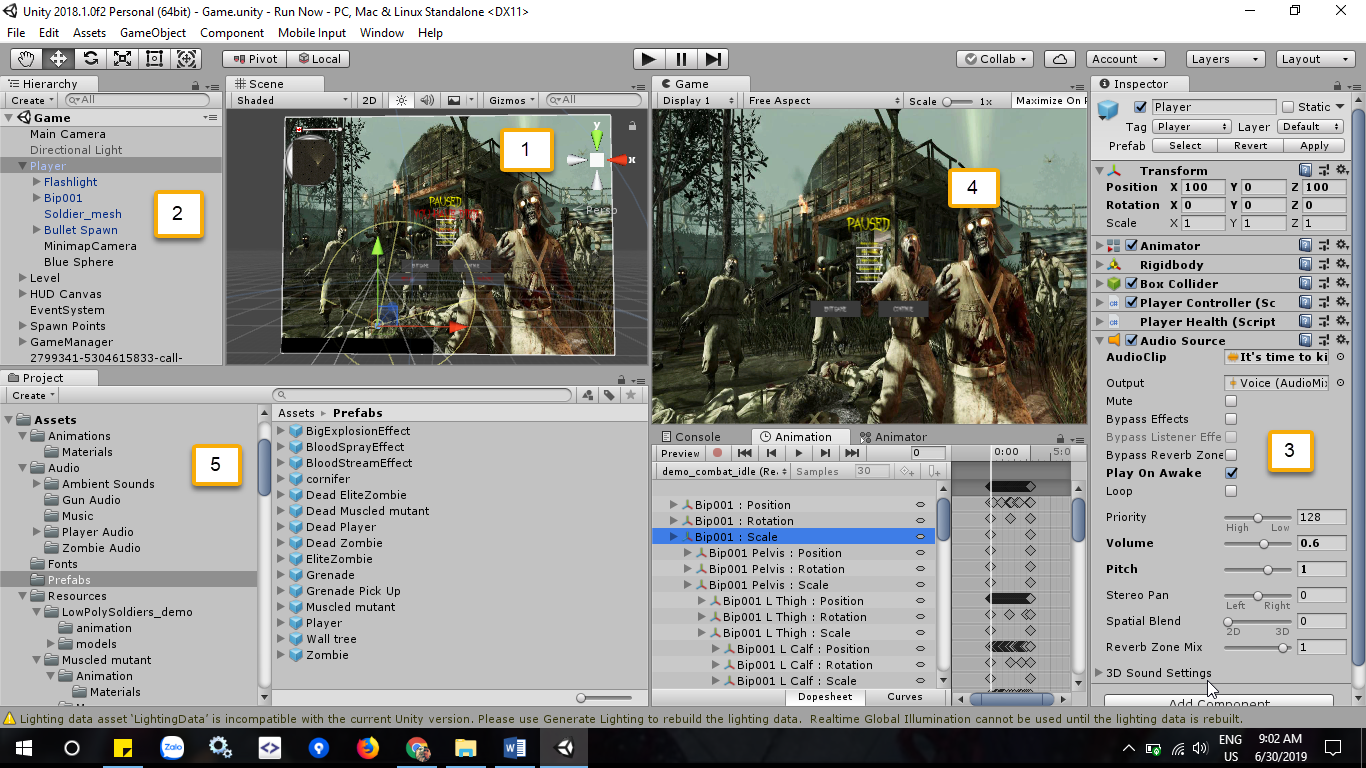 Unity 2018.1.0f2 Personal (64bit) - Game.unity - Run Now - PC, Mac & Linux Standalone <DX11>
File Edit Assets GameObject Component Mobile Input Window Help
Pivot Local Collab Account Layers Layout
Hierarchy
Create All
Game
Main Camera
Directional Light
Player
Flashlight
Bip001
Soldier_mesh
Bullet Spawn
MinimapCamera
Blue Sphere
Level
HUD Canvas
EventSystem
Spawn Points
GameManager
2799341-5304615833-call-
2
Scene
Shaded 2D Gizmos All
1
y
x
Persp
PAUSED
Game
Display 1 Free Aspect Scale 1x Maximize On P
4
PAUSED
Inspector
Player Static
Tag Player Layer Default
Prefab Select Revert Apply
Transform
Position X 100 Y 0 Z 100
Rotation X 0 Y 0 Z 0
Scale X 1 Y 1 Z 1
Animator
Rigidbody
Box Collider
Player Controller (Sc
Player Health (Script
Audio Source
AudioClip It's time to ki
Output Voice (AudioMix
Mute
Bypass Effects
Bypass Listener Effe
Bypass Reverb Zone
Play On Awake
Loop
3
Priority 128
High Low
Volume 0.6
Pitch 1
Stereo Pan 0
Left Right
Spatial Blend 0
2D 3D
Reverb Zone Mix 1
3D Sound Settings
Add Component
Project
Create
Assets
Animations
Materials
Audio
Ambient Sounds
Gun Audio
Music
Player Audio
Zombie Audio
Fonts
Prefabs
Resources
LowPolySoldiers_demo
animation
models
Muscled mutant
Animation
Materials
5
Assets Prefabs
BigExplosionEffect
BloodSprayEffect
BloodStreamEffect
cornifer
Dead EliteZombie
Dead Muscled mutant
Dead Player
Dead Zombie
EliteZombie
Grenade
Grenade Pick Up
Muscled mutant
Player
Wall tree
Zombie
Console Animation Animator
Preview 0 0:00 5:0
demo_combat_idle (Rea Samples 30
Bip001 : Position
Bip001 : Rotation
Bip001 : Scale
Bip001 Pelvis : Position
Bip001 Pelvis : Rotation
Bip001 Pelvis : Scale
Bip001 L Thigh : Position
Bip001 L Thigh : Rotation
Bip001 L Thigh : Scale
Bip001 L Calf : Position
Bip001 L Calf : Rotation
Bip001 L Calf : Scale
Dopesheet Curves
Lighting data asset 'LightingData' is incompatible with the current Unity version. Please use Generate Lighting to rebuild the lighting data. Realtime Global Illumination cannot be used until the lighting data is rebuilt.
Zalo
ENG
US
9:02 AM
6/30/2019